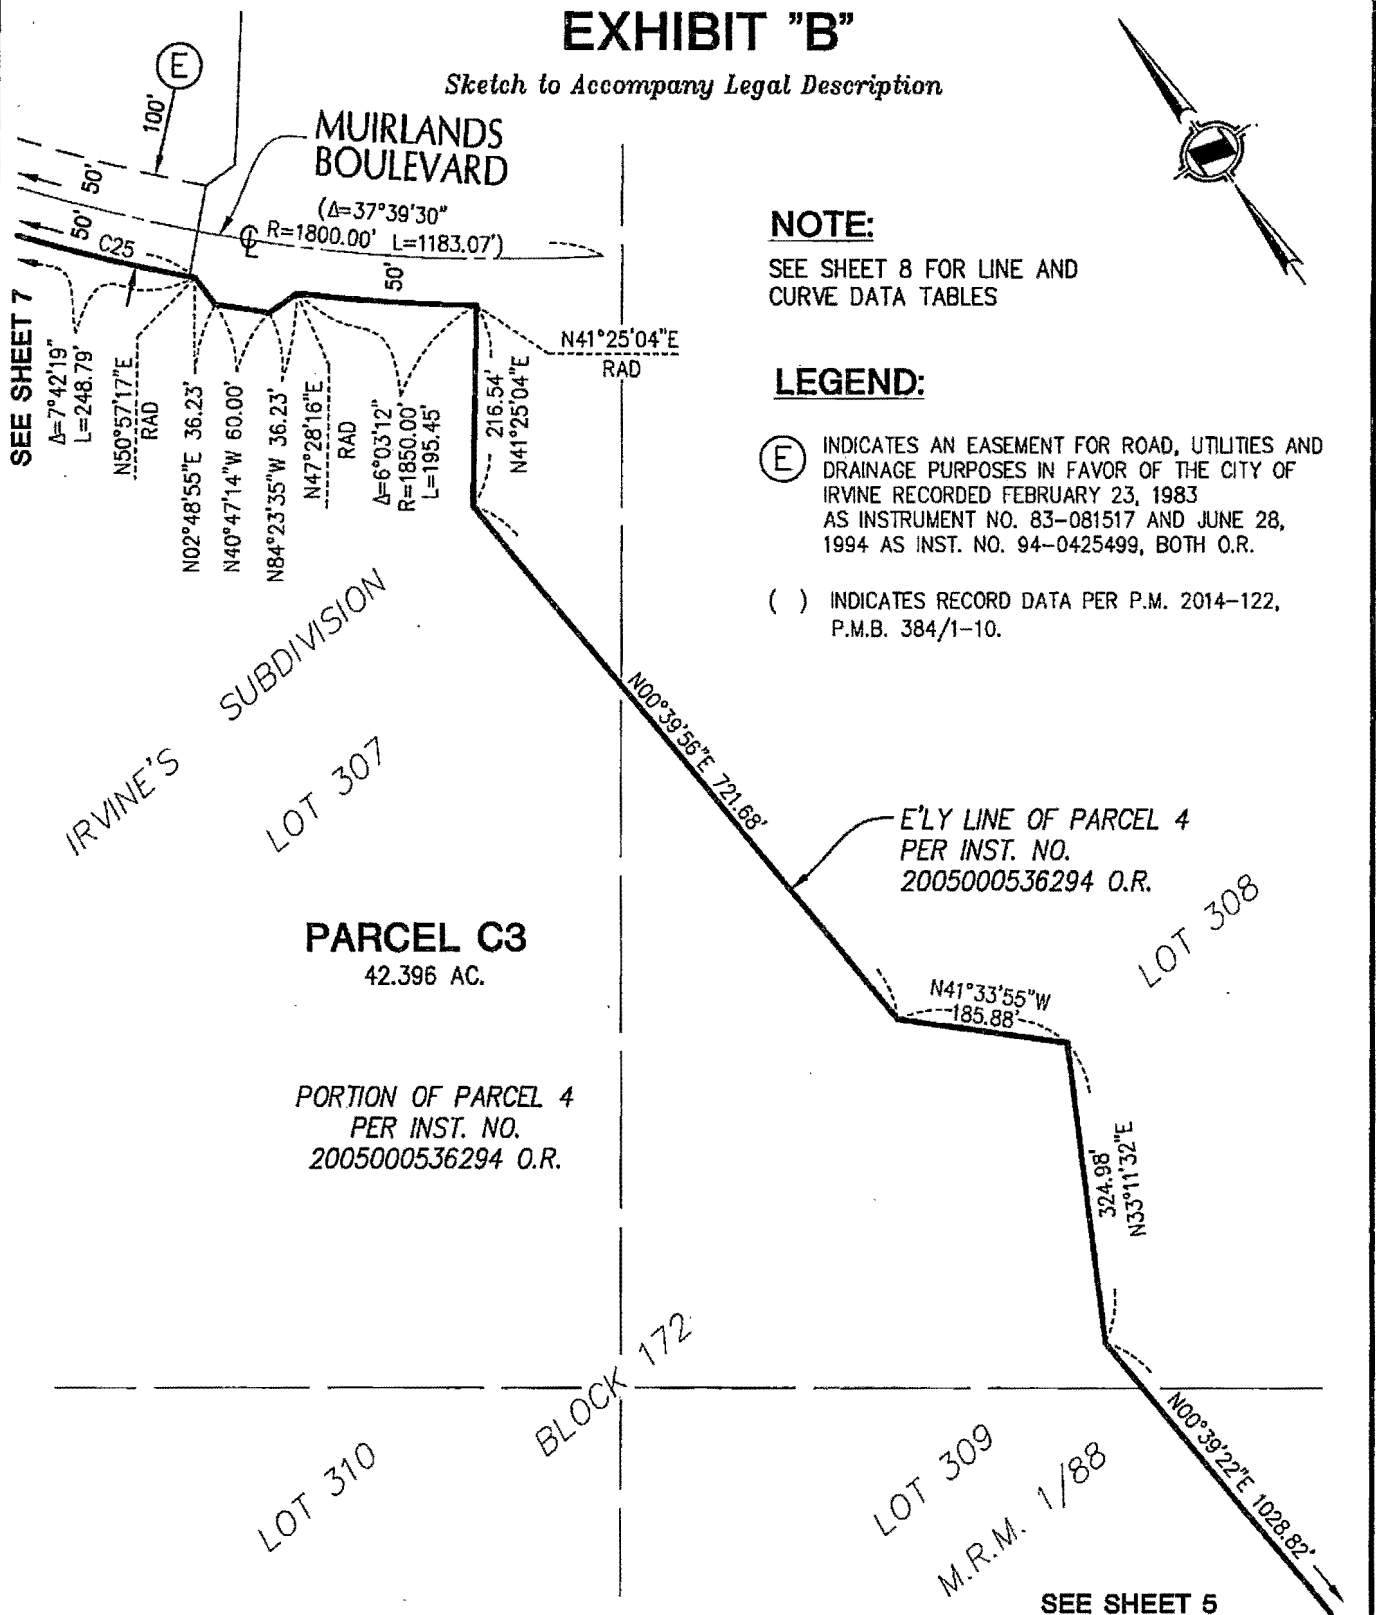 EXHIBIT "B"
Sketch to Accompany Legal Description
E
100'
MUIRLANDS
BOULEVARD
(Δ=37°39'30"
R=1800.00' L=1183.07')
50'
50'
C25
50'
℄
SEE SHEET 7
Δ=7°42'19"
L=248.79'
N50°57'17"E
RAD
N02°48'55"E 36.23'
N40°47'14"W 60.00'
N84°23'35"W 36.23'
N47°28'16"E
RAD
Δ=6°03'12"
R=1850.00'
L=195.45'
216.54'
N41°25'04"E
N41°25'04"E
RAD
NOTE:
SEE SHEET 8 FOR LINE AND
CURVE DATA TABLES
LEGEND:
E
INDICATES AN EASEMENT FOR ROAD, UTILITIES AND
DRAINAGE PURPOSES IN FAVOR OF THE CITY OF
IRVINE RECORDED FEBRUARY 23, 1983
AS INSTRUMENT NO. 83-081517 AND JUNE 28,
1994 AS INST. NO. 94-0425499, BOTH O.R.
( ) INDICATES RECORD DATA PER P.M. 2014-122,
P.M.B. 384/1-10.
IRVINE'S SUBDIVISION
LOT 307
N00°39'56"E 721.68'
E'LY LINE OF PARCEL 4
PER INST. NO.
2005000536294 O.R.
LOT 308
PARCEL C3
42.396 AC.
N41°33'55"W
185.88'
PORTION OF PARCEL 4
PER INST. NO.
2005000536294 O.R.
324.98'
N33°11'32"E
BLOCK 172
N00°39'22"E 1028.82'
LOT 310
LOT 309
M.R.M. 1/88
SEE SHEET 5